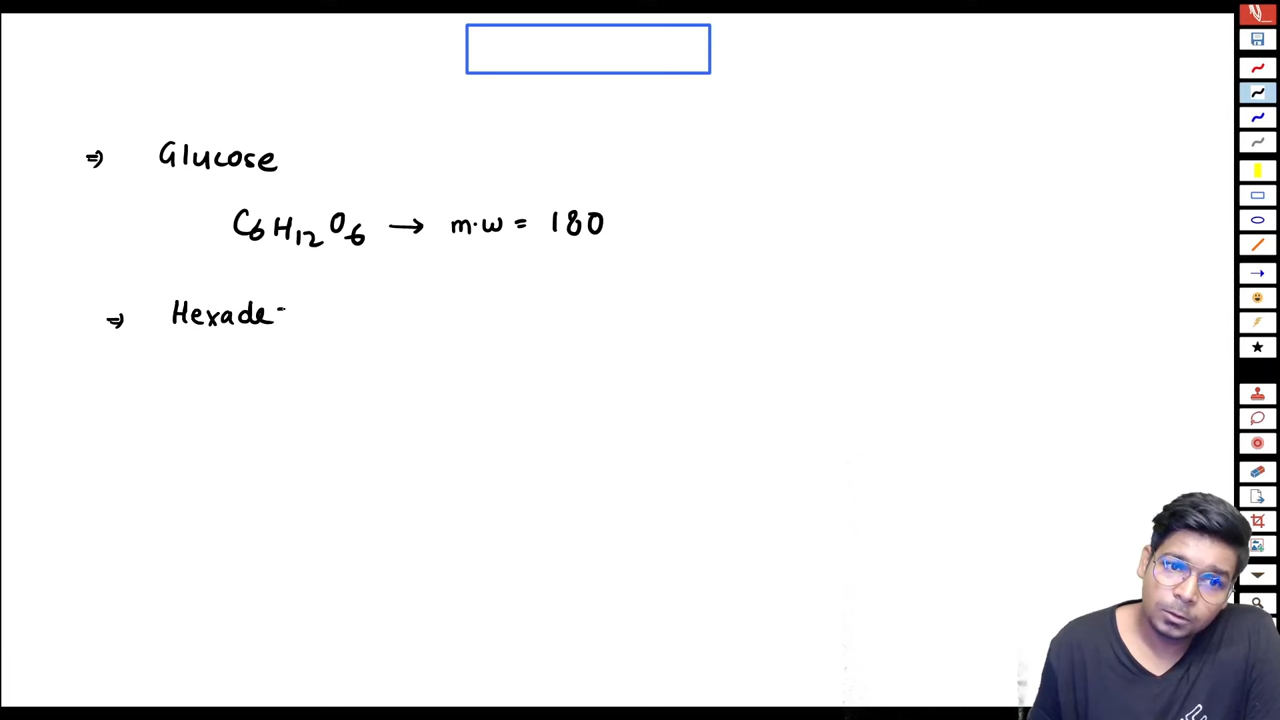 ⇒ Glucose
C₆H₁₂O₆ → m.w = 180
⇒ Hexade-